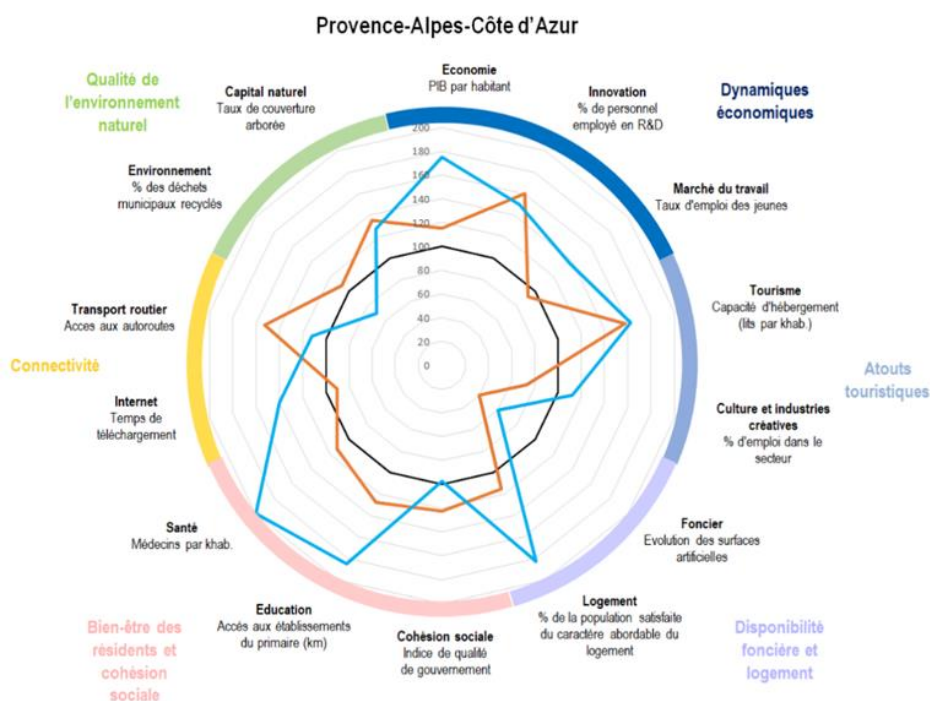 Provence-Alpes-Côte d'Azur
Qualité de
l'environnement
naturel
Capital naturel
Taux de couverture
arborée
Economie
PIB par habitant
Innovation
% de personnel
employé en R&D
Dynamiques
économiques
Environnement
% des déchets
municipaux recyclés
Marché du travail
Taux d'emploi des jeunes
200
180
160
140
120
100
80
60
40
20
0
Transport routier
Acces aux autoroutes
Tourisme
Capacité d'hébergement
(lits par khab.)
Connectivité
Atouts
touristiques
Internet
Temps de
téléchargement
Culture et industries
créatives
% d'emploi dans le
secteur
Santé
Médecins par khab.
Foncier
Evolution des surfaces
artificielles
Education
Accés aux établissements
du primaire (km)
Cohésion sociale
Indice de qualité
de gouvernement
Logement
% de la population satisfaite
du caractère abordable du
logement
Bien-être des
résidents et
cohésion
sociale
Disponibilité
foncière et
logement